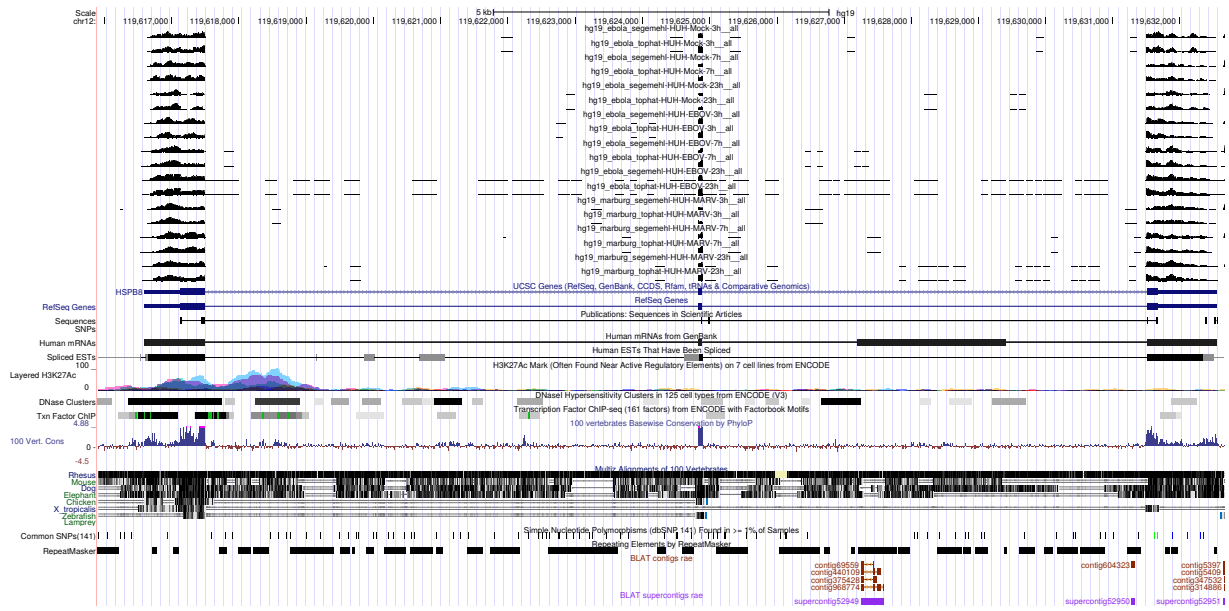 Scale 5 kb hg19
chr12: 119,617,000 119,618,000 119,619,000 119,620,000 119,621,000 119,622,000 119,623,000 119,624,000 119,625,000 119,626,000 119,627,000 119,628,000 119,629,000 119,630,000 119,631,000 119,632,000
hg19_ebola_segemehl-HUH-Mock-3h__all
hg19_ebola_tophat-HUH-Mock-3h__all
hg19_ebola_segemehl-HUH-Mock-7h__all
hg19_ebola_tophat-HUH-Mock-7h__all
hg19_ebola_segemehl-HUH-Mock-23h__all
hg19_ebola_tophat-HUH-Mock-23h__all
hg19_ebola_segemehl-HUH-EBOV-3h__all
hg19_ebola_tophat-HUH-EBOV-3h__all
hg19_ebola_segemehl-HUH-EBOV-7h__all
hg19_ebola_tophat-HUH-EBOV-7h__all
hg19_ebola_segemehl-HUH-EBOV-23h__all
hg19_ebola_tophat-HUH-EBOV-23h__all
hg19_marburg_segemehl-HUH-MARV-3h__all
hg19_marburg_tophat-HUH-MARV-3h__all
hg19_marburg_segemehl-HUH-MARV-7h__all
hg19_marburg_tophat-HUH-MARV-7h__all
hg19_marburg_segemehl-HUH-MARV-23h__all
hg19_marburg_tophat-HUH-MARV-23h__all
UCSC Genes (RefSeq, GenBank, CCDS, Rfam, tRNAs & Comparative Genomics)
HSPB8
RefSeq Genes
RefSeq Genes
Publications: Sequences in Scientific Articles
Sequences
SNPs
Human mRNAs from GenBank
Human mRNAs
Human ESTs That Have Been Spliced
Spliced ESTs
H3K27Ac Mark (Often Found Near Active Regulatory Elements) on 7 cell lines from ENCODE
100
Layered H3K27Ac
0
DNaseI Hypersensitivity Clusters in 125 cell types from ENCODE (V3)
DNase Clusters
Transcription Factor ChIP-seq (161 factors) from ENCODE with Factorbook Motifs
Txn Factor ChIP
100 vertebrates Basewise Conservation by PhyloP
4.88
100 Vert. Cons
0
-4.5
Multiz Alignments of 100 Vertebrates
Rhesus
Mouse
Dog
Elephant
Chicken
X_tropicalis
Zebrafish
Lamprey
Simple Nucleotide Polymorphisms (dbSNP 141) Found in >= 1% of Samples
Common SNPs(141)
Repeating Elements by RepeatMasker
RepeatMasker
BLAT contigs rae
contig69559 contig604323 contig5397
contig440109 contig5409
contig375428 contig347532
contig968774 contig314886
BLAT supercontigs rae
supercontig52949 supercontig52950 supercontig52951